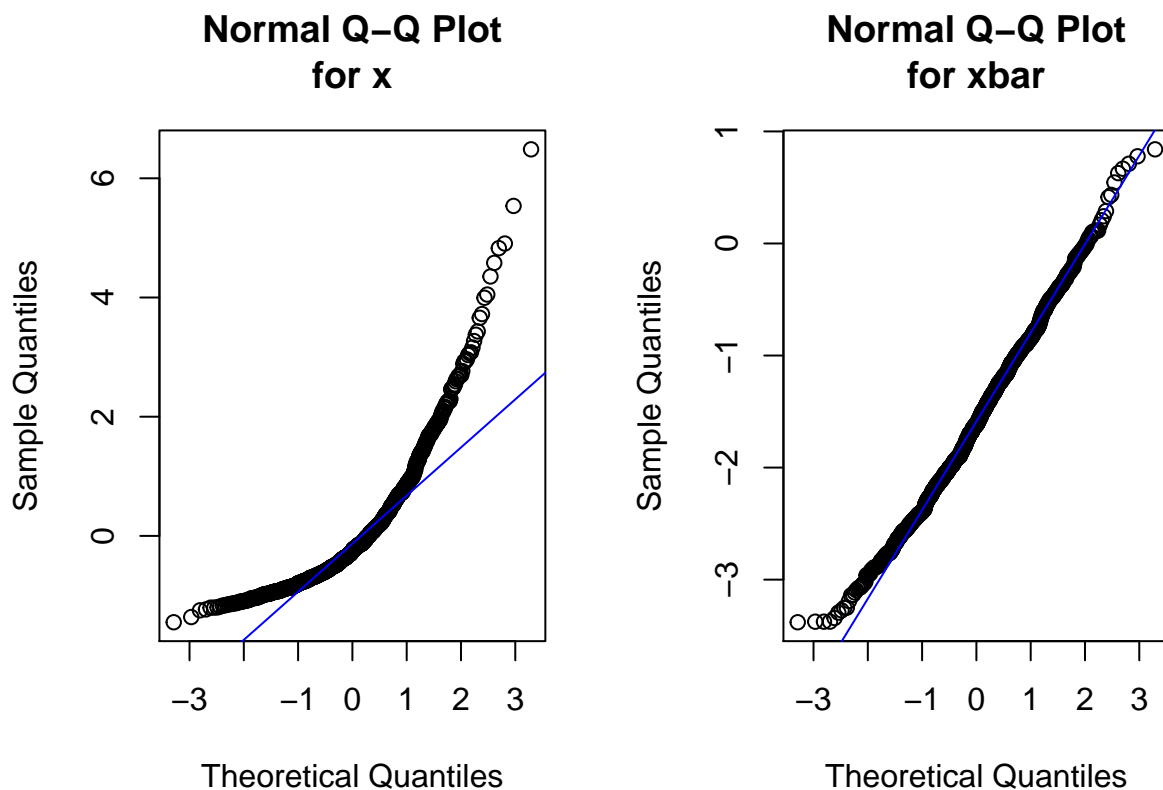 Normal Q−Q Plot
for x
Sample Quantiles
6
4
2
0
−3
−1
0
1
2
3
Theoretical Quantiles
Normal Q−Q Plot
for xbar
Sample Quantiles
1
0
−1
−2
−3
−3
−1
0
1
2
3
Theoretical Quantiles